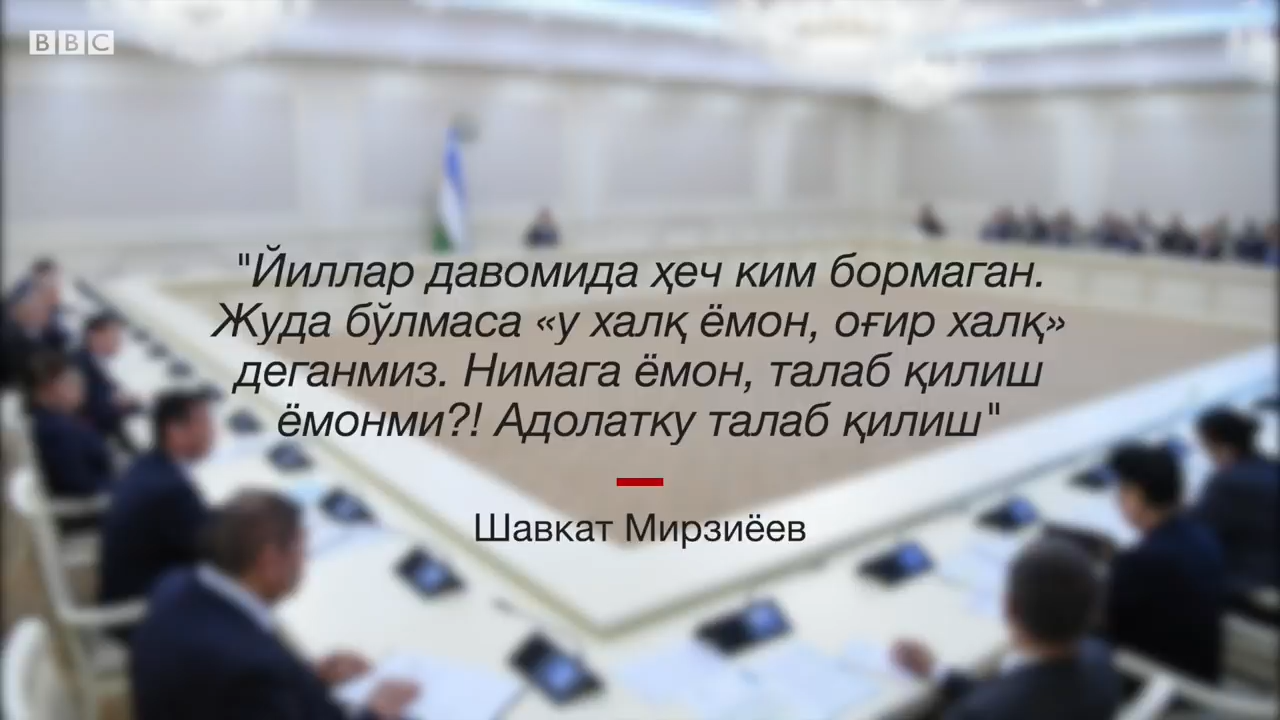 BBC
"Йиллар давомида ҳеч ким бормаган.
Жуда бўлмаса «у халқ ёмон, оғир халқ»
деганмиз. Нимага ёмон, талаб қилиш
ёмонми?! Адолатку талаб қилиш"
Шавкат Мирзиёев